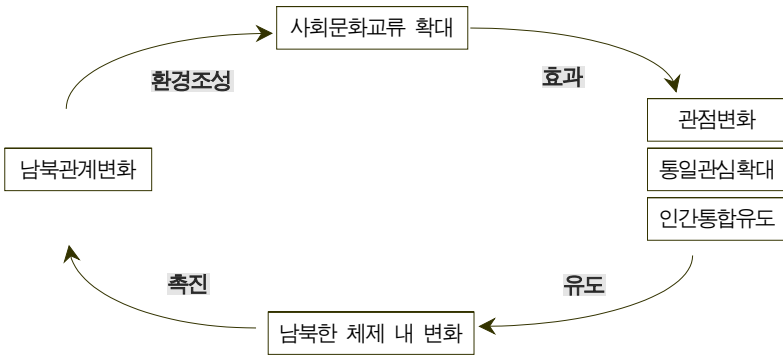 사회문화교류 확대
환경조성
효과
관점변화
남북관계변화
통일관심확대
인간통합유도
촉진
유도
남북한 체제 내 변화